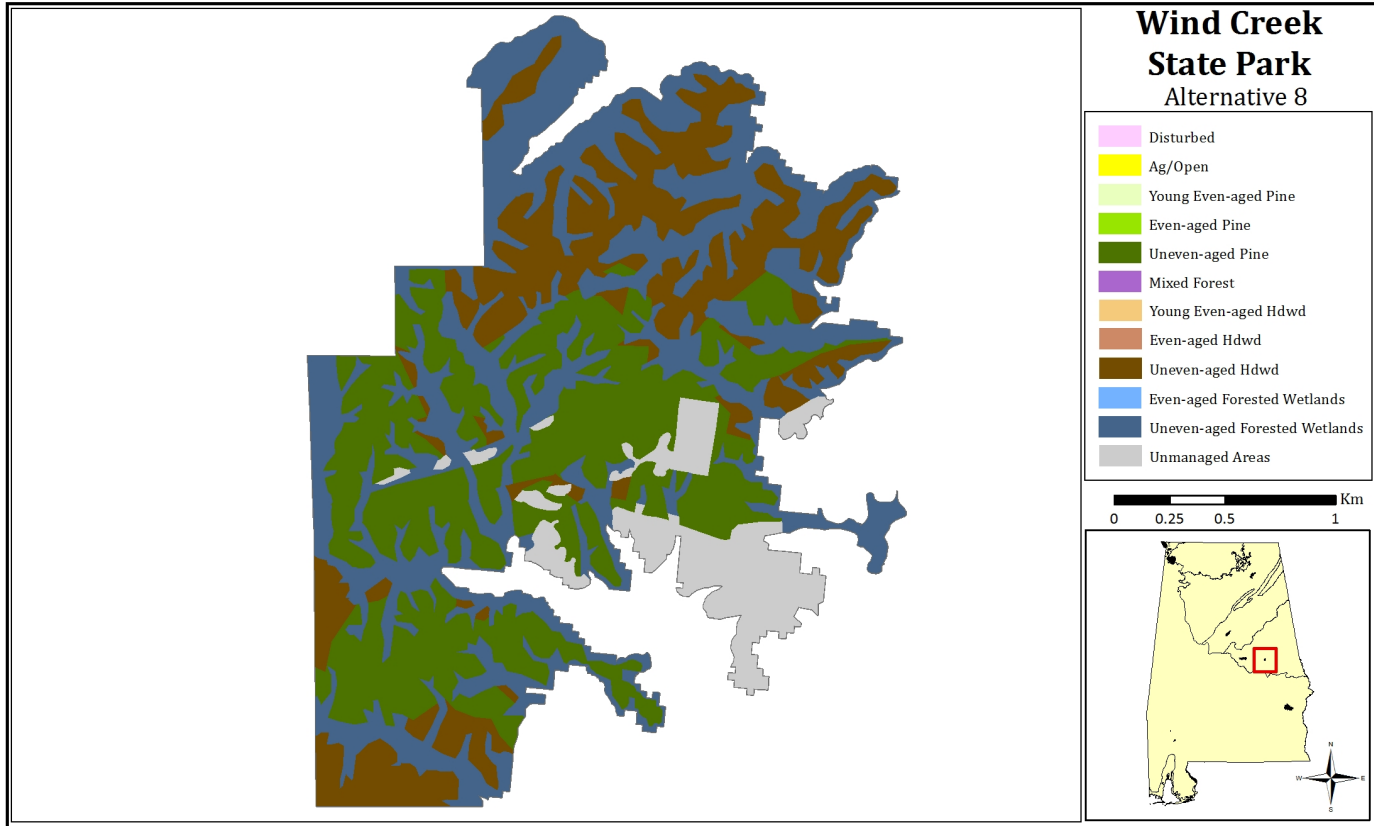 Wind Creek
State Park
Alternative 8
Disturbed
Ag/Open
Young Even-aged Pine
Even-aged Pine
Uneven-aged Pine
Mixed Forest
Young Even-aged Hdwd
Even-aged Hdwd
Uneven-aged Hdwd
Even-aged Forested Wetlands
Uneven-aged Forested Wetlands
Unmanaged Areas
Km
0 0.25 0.5 1
N
W E
S